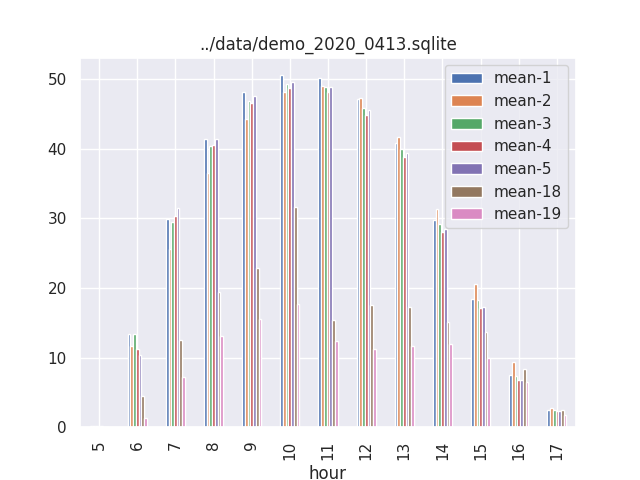 ../data/demo_2020_0413.sqlite
50
40
30
20
10
0
mean-1
mean-2
mean-3
mean-4
mean-5
mean-18
mean-19
5 6 7 8 9 10 11 12 13 14 15 16 17
hour